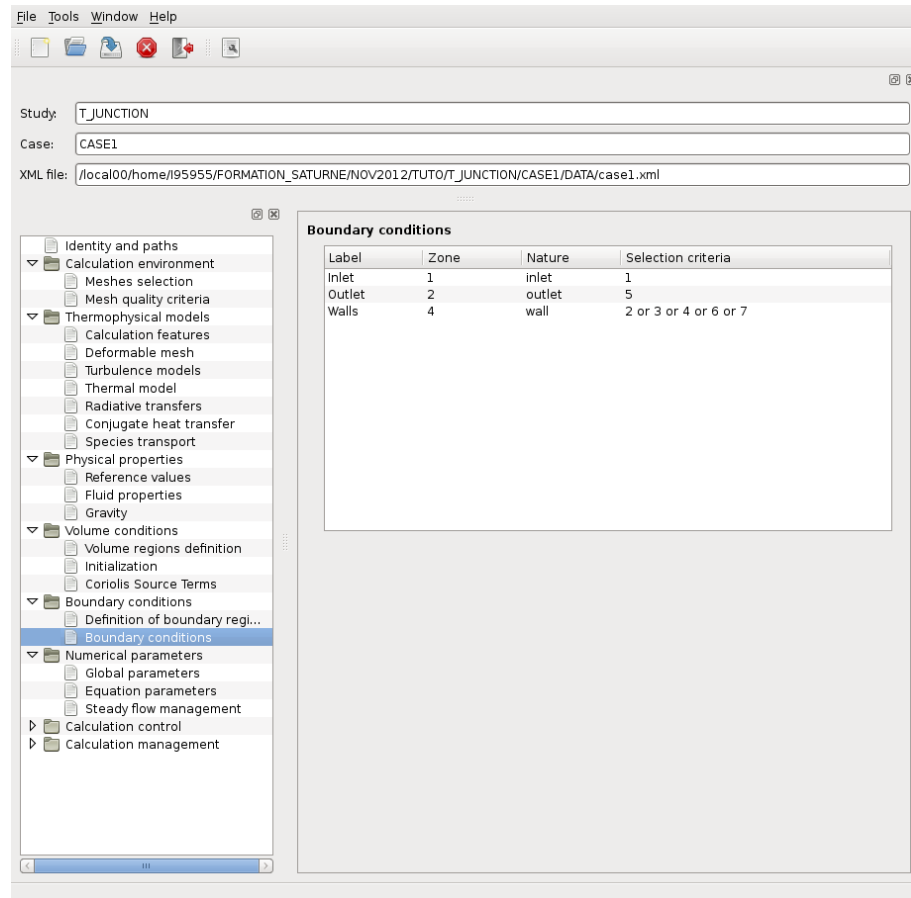 File Tools Window Help
Study: T_JUNCTION
Case: CASE1
XML file: /local00/home/I95955/FORMATION_SATURNE/NOV2012/TUTO/T_JUNCTION/CASE1/DATA/case1.xml
Identity and paths
Calculation environment
Meshes selection
Mesh quality criteria
Thermophysical models
Calculation features
Deformable mesh
Turbulence models
Thermal model
Radiative transfers
Conjugate heat transfer
Species transport
Physical properties
Reference values
Fluid properties
Gravity
Volume conditions
Volume regions definition
Initialization
Coriolis Source Terms
Boundary conditions
Definition of boundary regi...
Boundary conditions
Numerical parameters
Global parameters
Equation parameters
Steady flow management
Calculation control
Calculation management
Boundary conditions
Label Zone Nature Selection criteria
Inlet 1 inlet 1
Outlet 2 outlet 5
Walls 4 wall 2 or 3 or 4 or 6 or 7